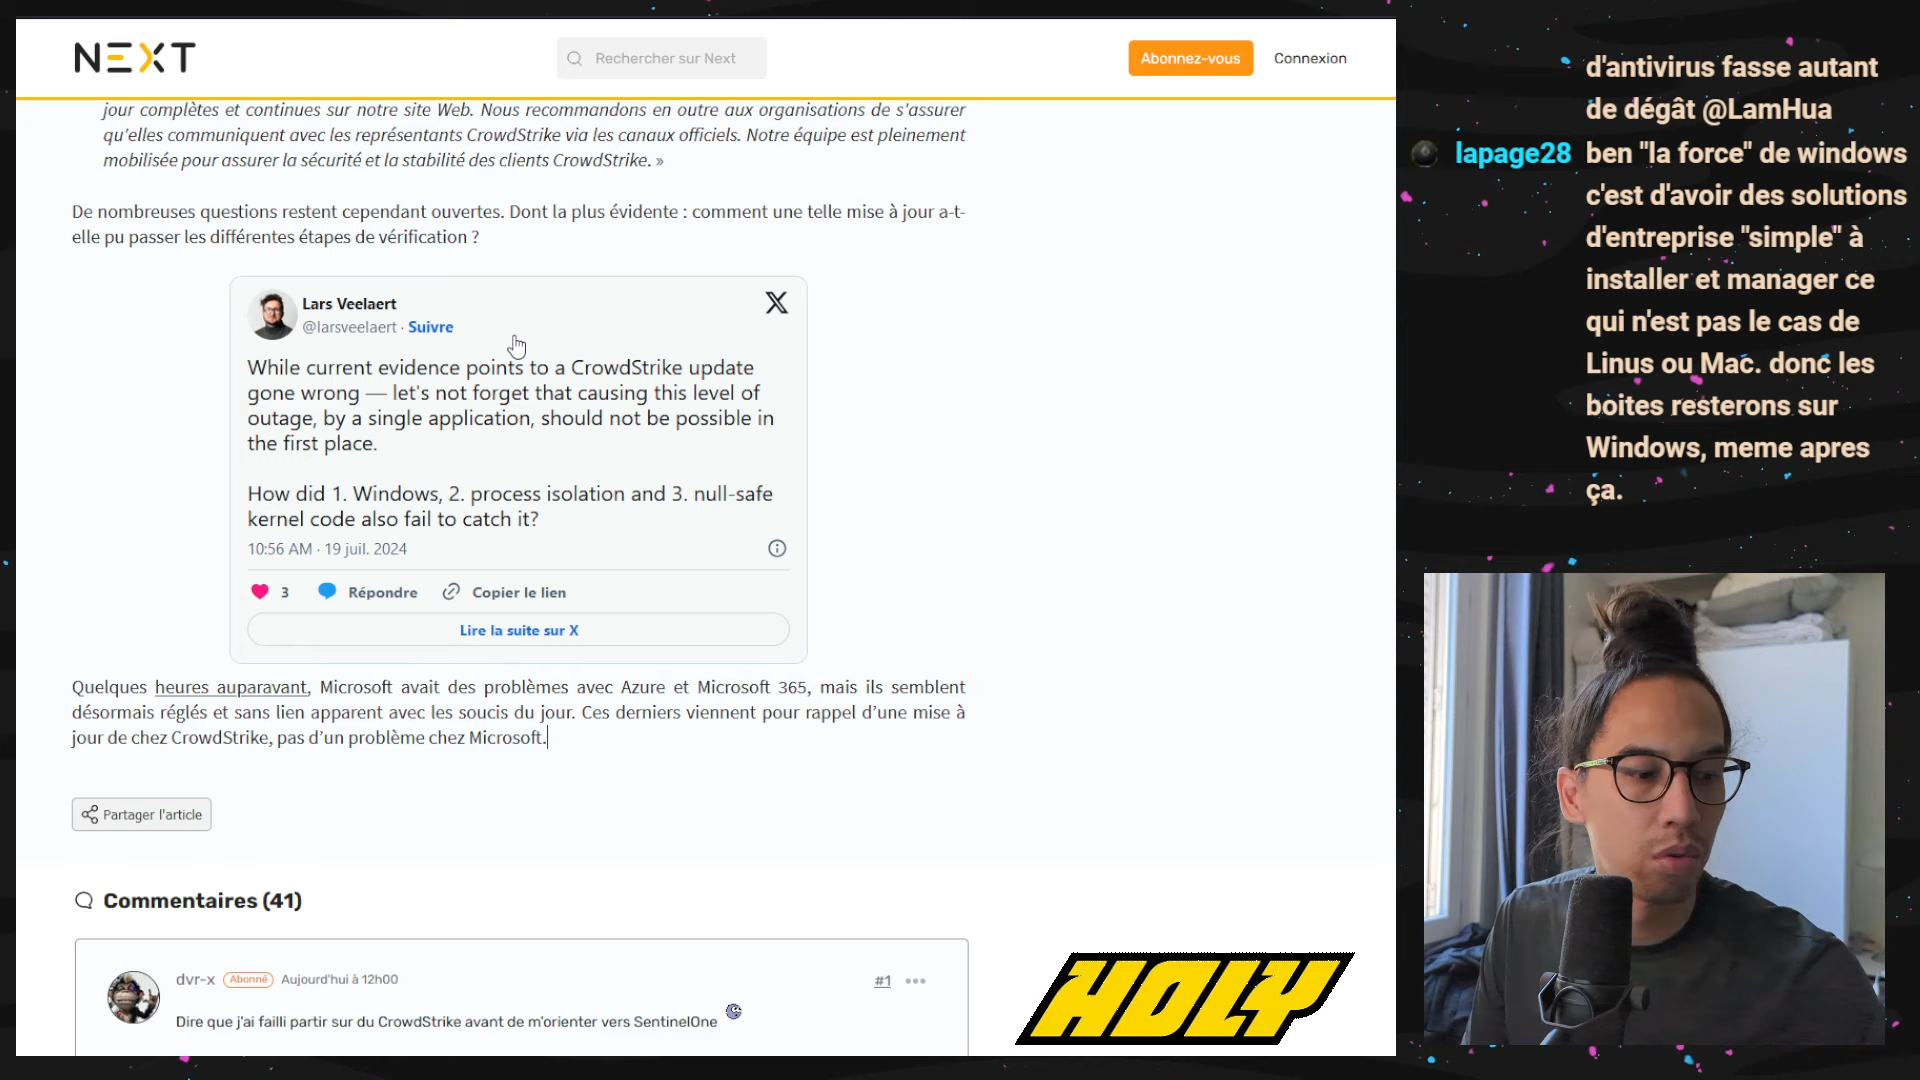 NEXT
Rechercher sur Next
Abonnez-vous
Connexion
jour complètes et continues sur notre site Web. Nous recommandons en outre aux organisations de s'assurer
qu'elles communiquent avec les représentants CrowdStrike via les canaux officiels. Notre équipe est pleinement
mobilisée pour assurer la sécurité et la stabilité des clients CrowdStrike. »
De nombreuses questions restent cependant ouvertes. Dont la plus évidente : comment une telle mise à jour a-t-
elle pu passer les différentes étapes de vérification ?
Lars Veelaert
@larsveelaert · Suivre
While current evidence points to a CrowdStrike update
gone wrong — let's not forget that causing this level of
outage, by a single application, should not be possible in
the first place.
How did 1. Windows, 2. process isolation and 3. null-safe
kernel code also fail to catch it?
10:56 AM · 19 juil. 2024
3 Répondre Copier le lien
Lire la suite sur X
Quelques heures auparavant, Microsoft avait des problèmes avec Azure et Microsoft 365, mais ils semblent
désormais réglés et sans lien apparent avec les soucis du jour. Ces derniers viennent pour rappel d’une mise à
jour de chez CrowdStrike, pas d’un problème chez Microsoft.
Partager l'article
Commentaires (41)
dvr-x Abonné Aujourd'hui à 12h00 #1
Dire que j'ai failli partir sur du CrowdStrike avant de m'orienter vers SentinelOne
HOLY
d'antivirus fasse autant
de dégât @LamHua
lapage28 ben "la force" de windows
c'est d'avoir des solutions
d'entreprise "simple" à
installer et manager ce
qui n'est pas le cas de
Linus ou Mac. donc les
boites resterons sur
Windows, meme apres
ça.